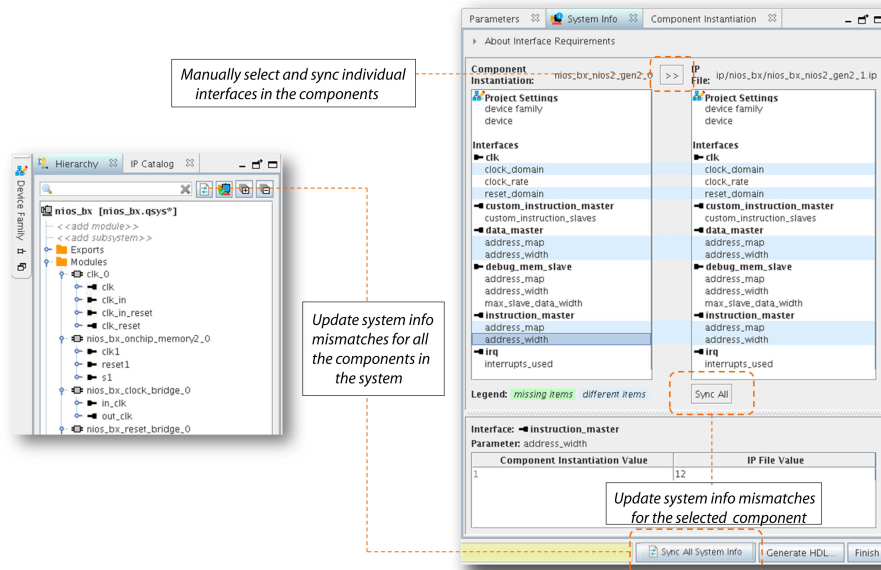 Manually select and sync individual
interfaces in the components
Hierarchy
IP Catalog
Device Family
nios_bx [nios_bx.qsys*]
<<add module>>
<<add subsystem>>
Exports
Modules
clk_0
clk
clk_in
clk_in_reset
clk_reset
nios_bx_onchip_memory2_0
clk1
reset1
s1
nios_bx_clock_bridge_0
in_clk
out_clk
nios_bx_reset_bridge_0
Update system info
mismatches for all
the components in
the system
Parameters
System Info
Component Instantiation
About Interface Requirements
Component
Instantiation:
nios_bx_nios2_gen2_0
>>
IP
File:
ip/nios_bx/nios_bx_nios2_gen2_1.ip
Project Settings
device family
device
Interfaces
clk
clock_domain
clock_rate
reset_domain
custom_instruction_master
custom_instruction_slaves
data_master
address_map
address_width
debug_mem_slave
address_map
address_width
max_slave_data_width
instruction_master
address_map
address_width
irq
interrupts_used
Project Settings
device family
device
Interfaces
clk
clock_domain
clock_rate
reset_domain
custom_instruction_master
custom_instruction_slaves
data_master
address_map
address_width
debug_mem_slave
address_map
address_width
max_slave_data_width
instruction_master
address_map
address_width
irq
interrupts_used
Legend: missing items different items
Sync All
Interface: instruction_master
Parameter: address_width
Component Instantiation Value
IP File Value
1
12
Update system info mismatches
for the selected component
Sync All System Info
Generate HDL...
Finish